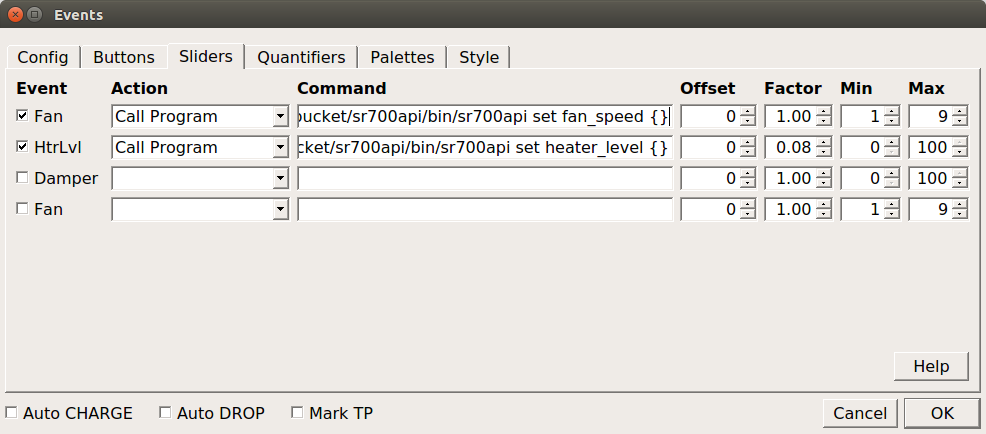 Events
Config Buttons Sliders Quantifiers Palettes Style
Event Action Command Offset Factor Min Max
Fan Call Program bucket/sr700api/bin/sr700api set fan_speed {} 0 1.00 1 9
HtrLvl Call Program cket/sr700api/bin/sr700api set heater_level {} 0 0.08 0 100
Damper 0 1.00 0 100
Fan 0 1.00 1 9
Help
Auto CHARGE Auto DROP Mark TP Cancel OK